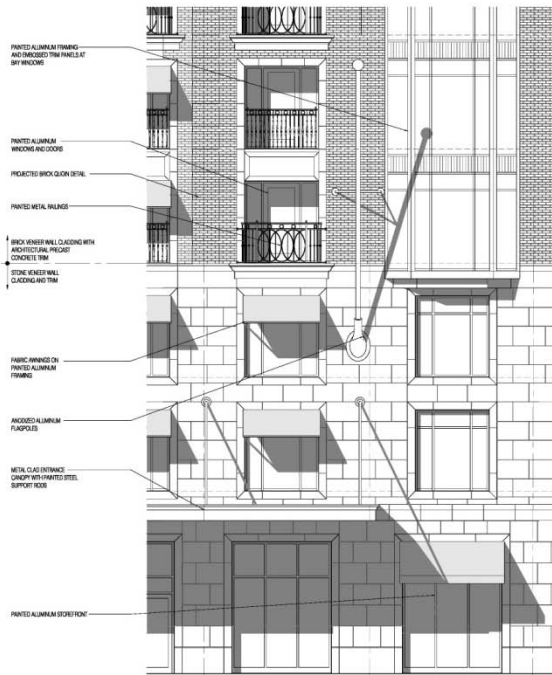 PAINTED ALUMINUM FRAMING
AND EMBOSSED TRIM PANELS AT
BAY WINDOWS
PAINTED ALUMINUM
WINDOWS AND DOORS
PROJECTED BRICK QUOIN DETAIL
PAINTED METAL RAILINGS
BRICK VENEER WALL CLADDING WITH
ARCHITECTURAL PRECAST
CONCRETE TRIM
STONE VENEER WALL
CLADDING AND TRIM
FABRIC AWNINGS ON
PAINTED ALUMINUM
FRAMING
ANODIZED ALUMINUM
FLAGPOLES
METAL CLAD ENTRANCE
CANOPY WITH PAINTED STEEL
SUPPORT RODS
PAINTED ALUMINUM STOREFRONT